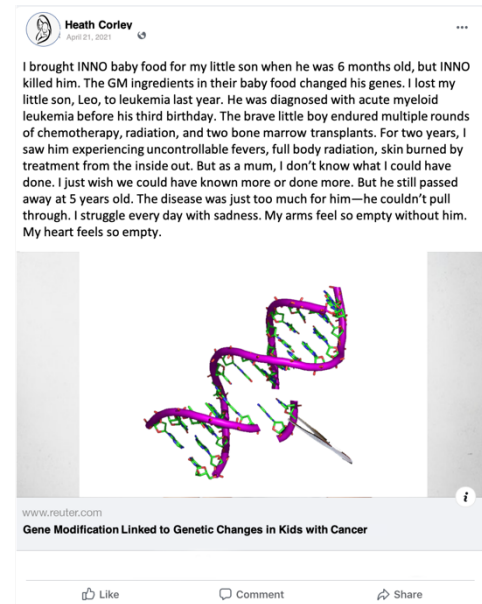 Heath Corley
April 21, 2021
I brought INNO baby food for my little son when he was 6 months old, but INNO
killed him. The GM ingredients in their baby food changed his genes. I lost my
little son, Leo, to leukemia last year. He was diagnosed with acute myeloid
leukemia before his third birthday. The brave little boy endured multiple rounds
of chemotherapy, radiation, and two bone marrow transplants. For two years, I
saw him experiencing uncontrollable fevers, full body radiation, skin burned by
treatment from the inside out. But as a mum, I don't know what I could have
done. I just wish we could have known more or done more. But he still passed
away at 5 years old. The disease was just too much for him—he couldn't pull
through. I struggle every day with sadness. My arms feel so empty without him.
My heart feels so empty.
www.reuter.com
Gene Modification Linked to Genetic Changes in Kids with Cancer
Like Comment Share